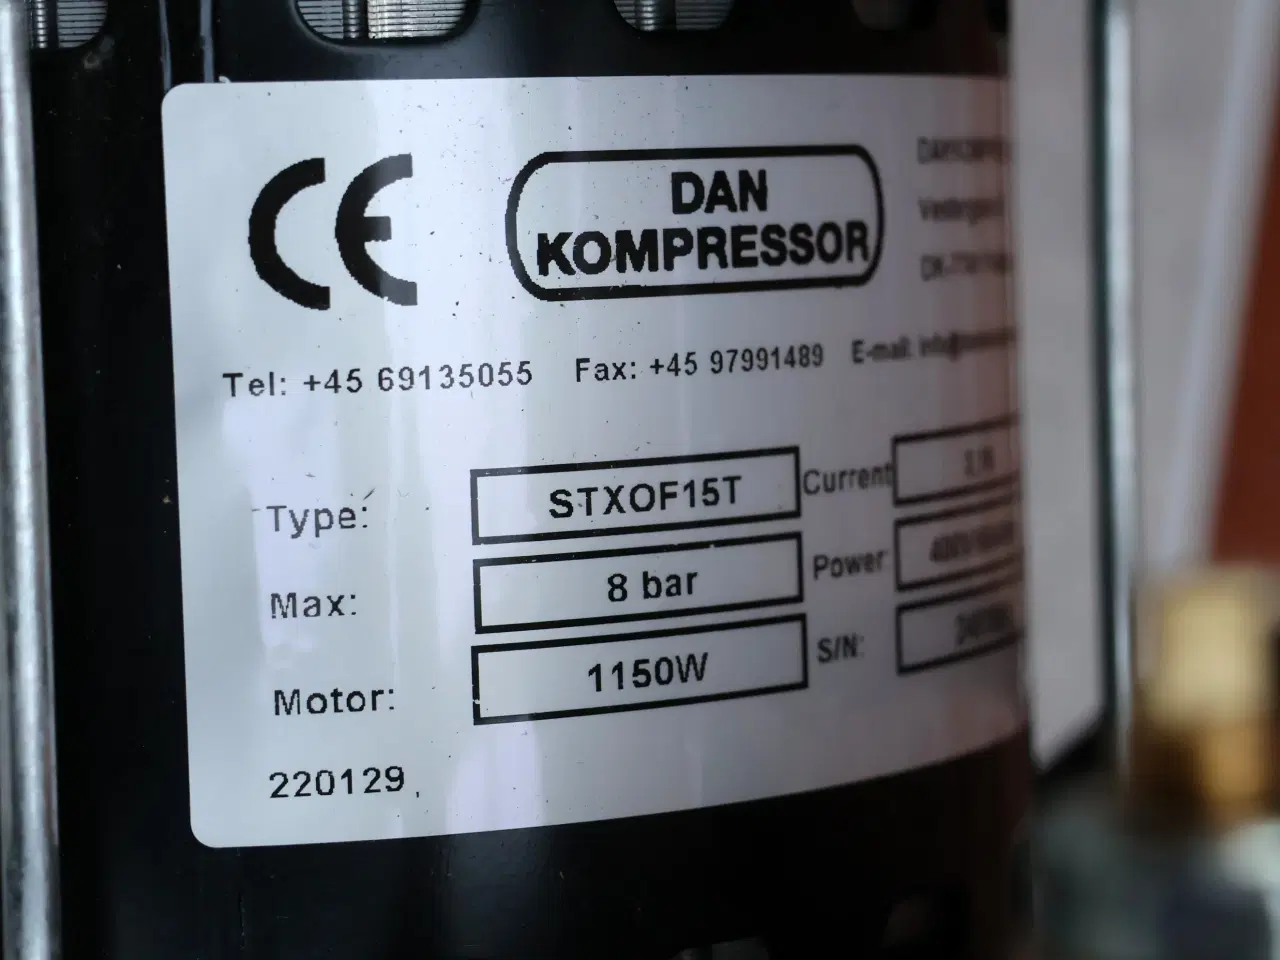 CE
DAN
KOMPRESSOR
Tel: +45 69135055 Fax: +45 97991489 E-mail:
Type: STXOF15T Current
Max: 8 bar Power
Motor: 1150W S/N:
220129